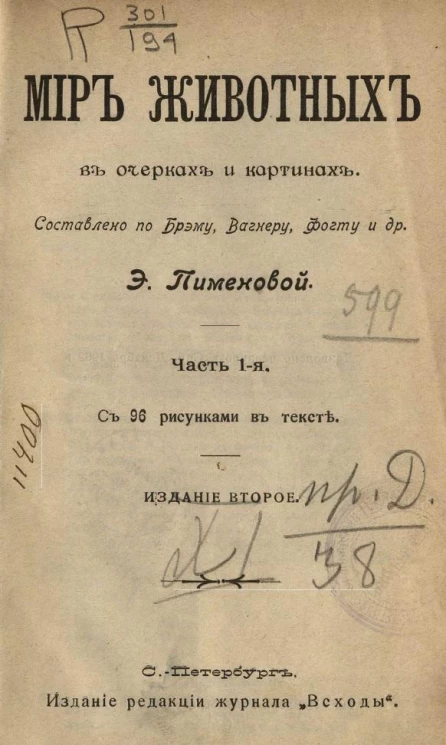 R 301
194
МІРЪ ЖИВОТНЫХЪ
въ очеркахъ и картинахъ.
Составлено по Брэму, Вагнеру, Фогту и др.
Э. Пименовой.
599
Часть 1-я.
Съ 96 рисунками въ текстѣ.
11400
ИЗДАНІЕ ВТОРОЕ.
пр. Д.
38
XI
С.-Петербургъ.
Изданіе редакціи журнала „Всходы“.